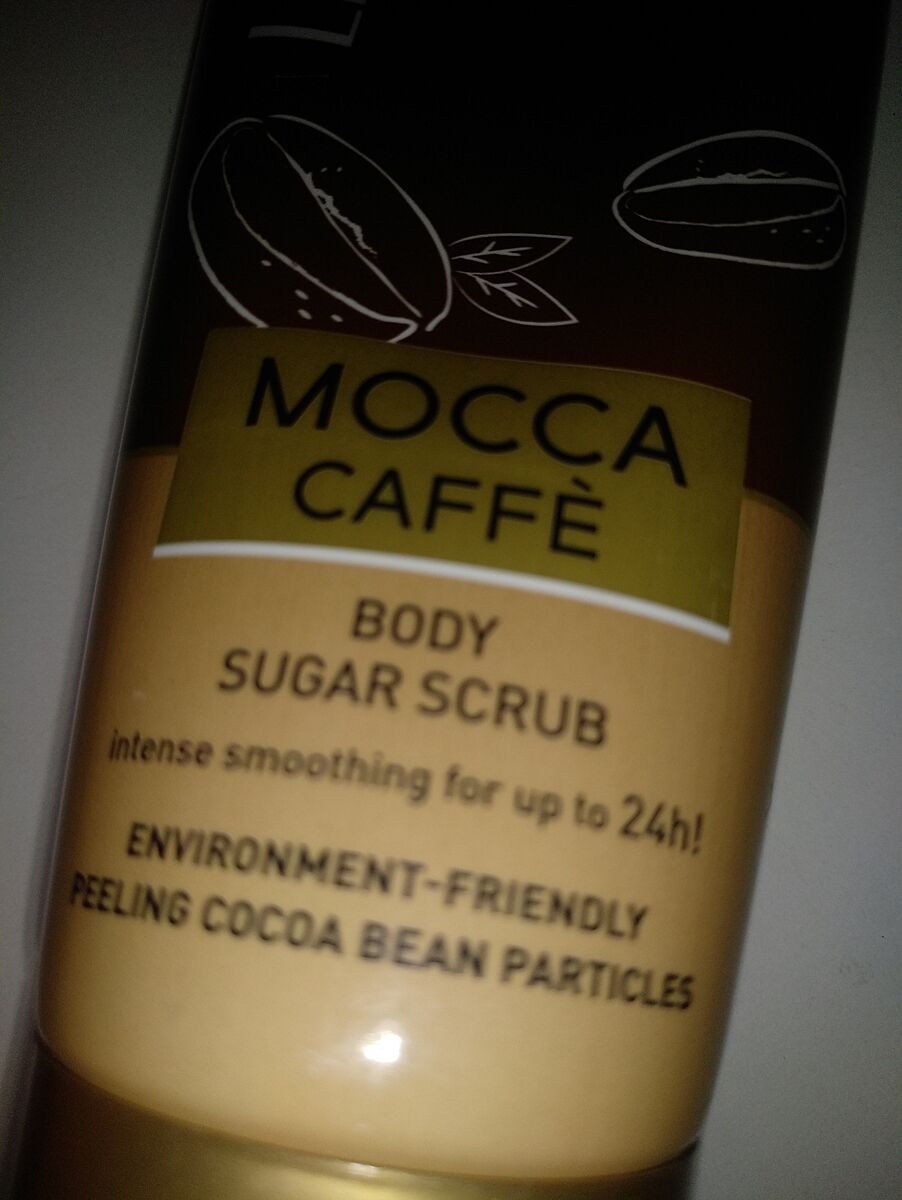 MOCCA
CAFFÈ
BODY
SUGAR SCRUB
intense smoothing for up to 24h!
ENVIRONMENT-FRIENDLY
PEELING COCOA BEAN PARTICLES